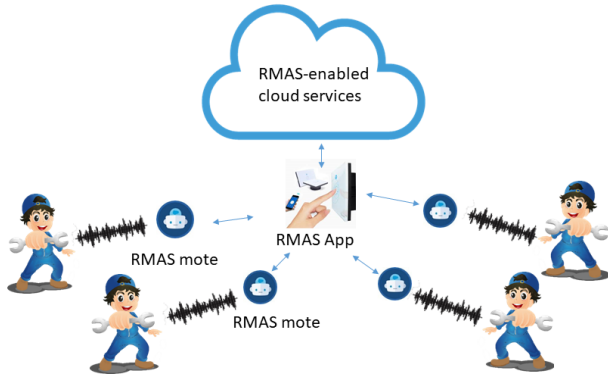 RMAS-enabled
cloud services
RMAS App
RMAS mote
RMAS mote